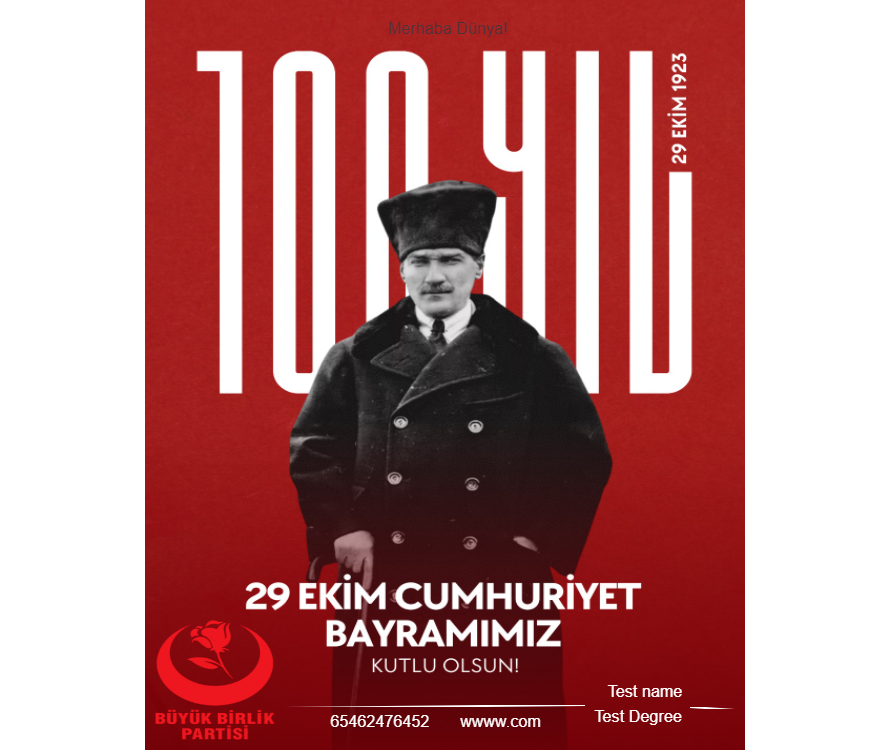 Merhaba Dünya!
100.YIL
29 EKİM 1923
29 EKİM CUMHURİYET
BAYRAMIMIZ
KUTLU OLSUN!
BÜYÜK BİRLİK
PARTİSİ
65462476452
wwww.com
Test name
Test Degree